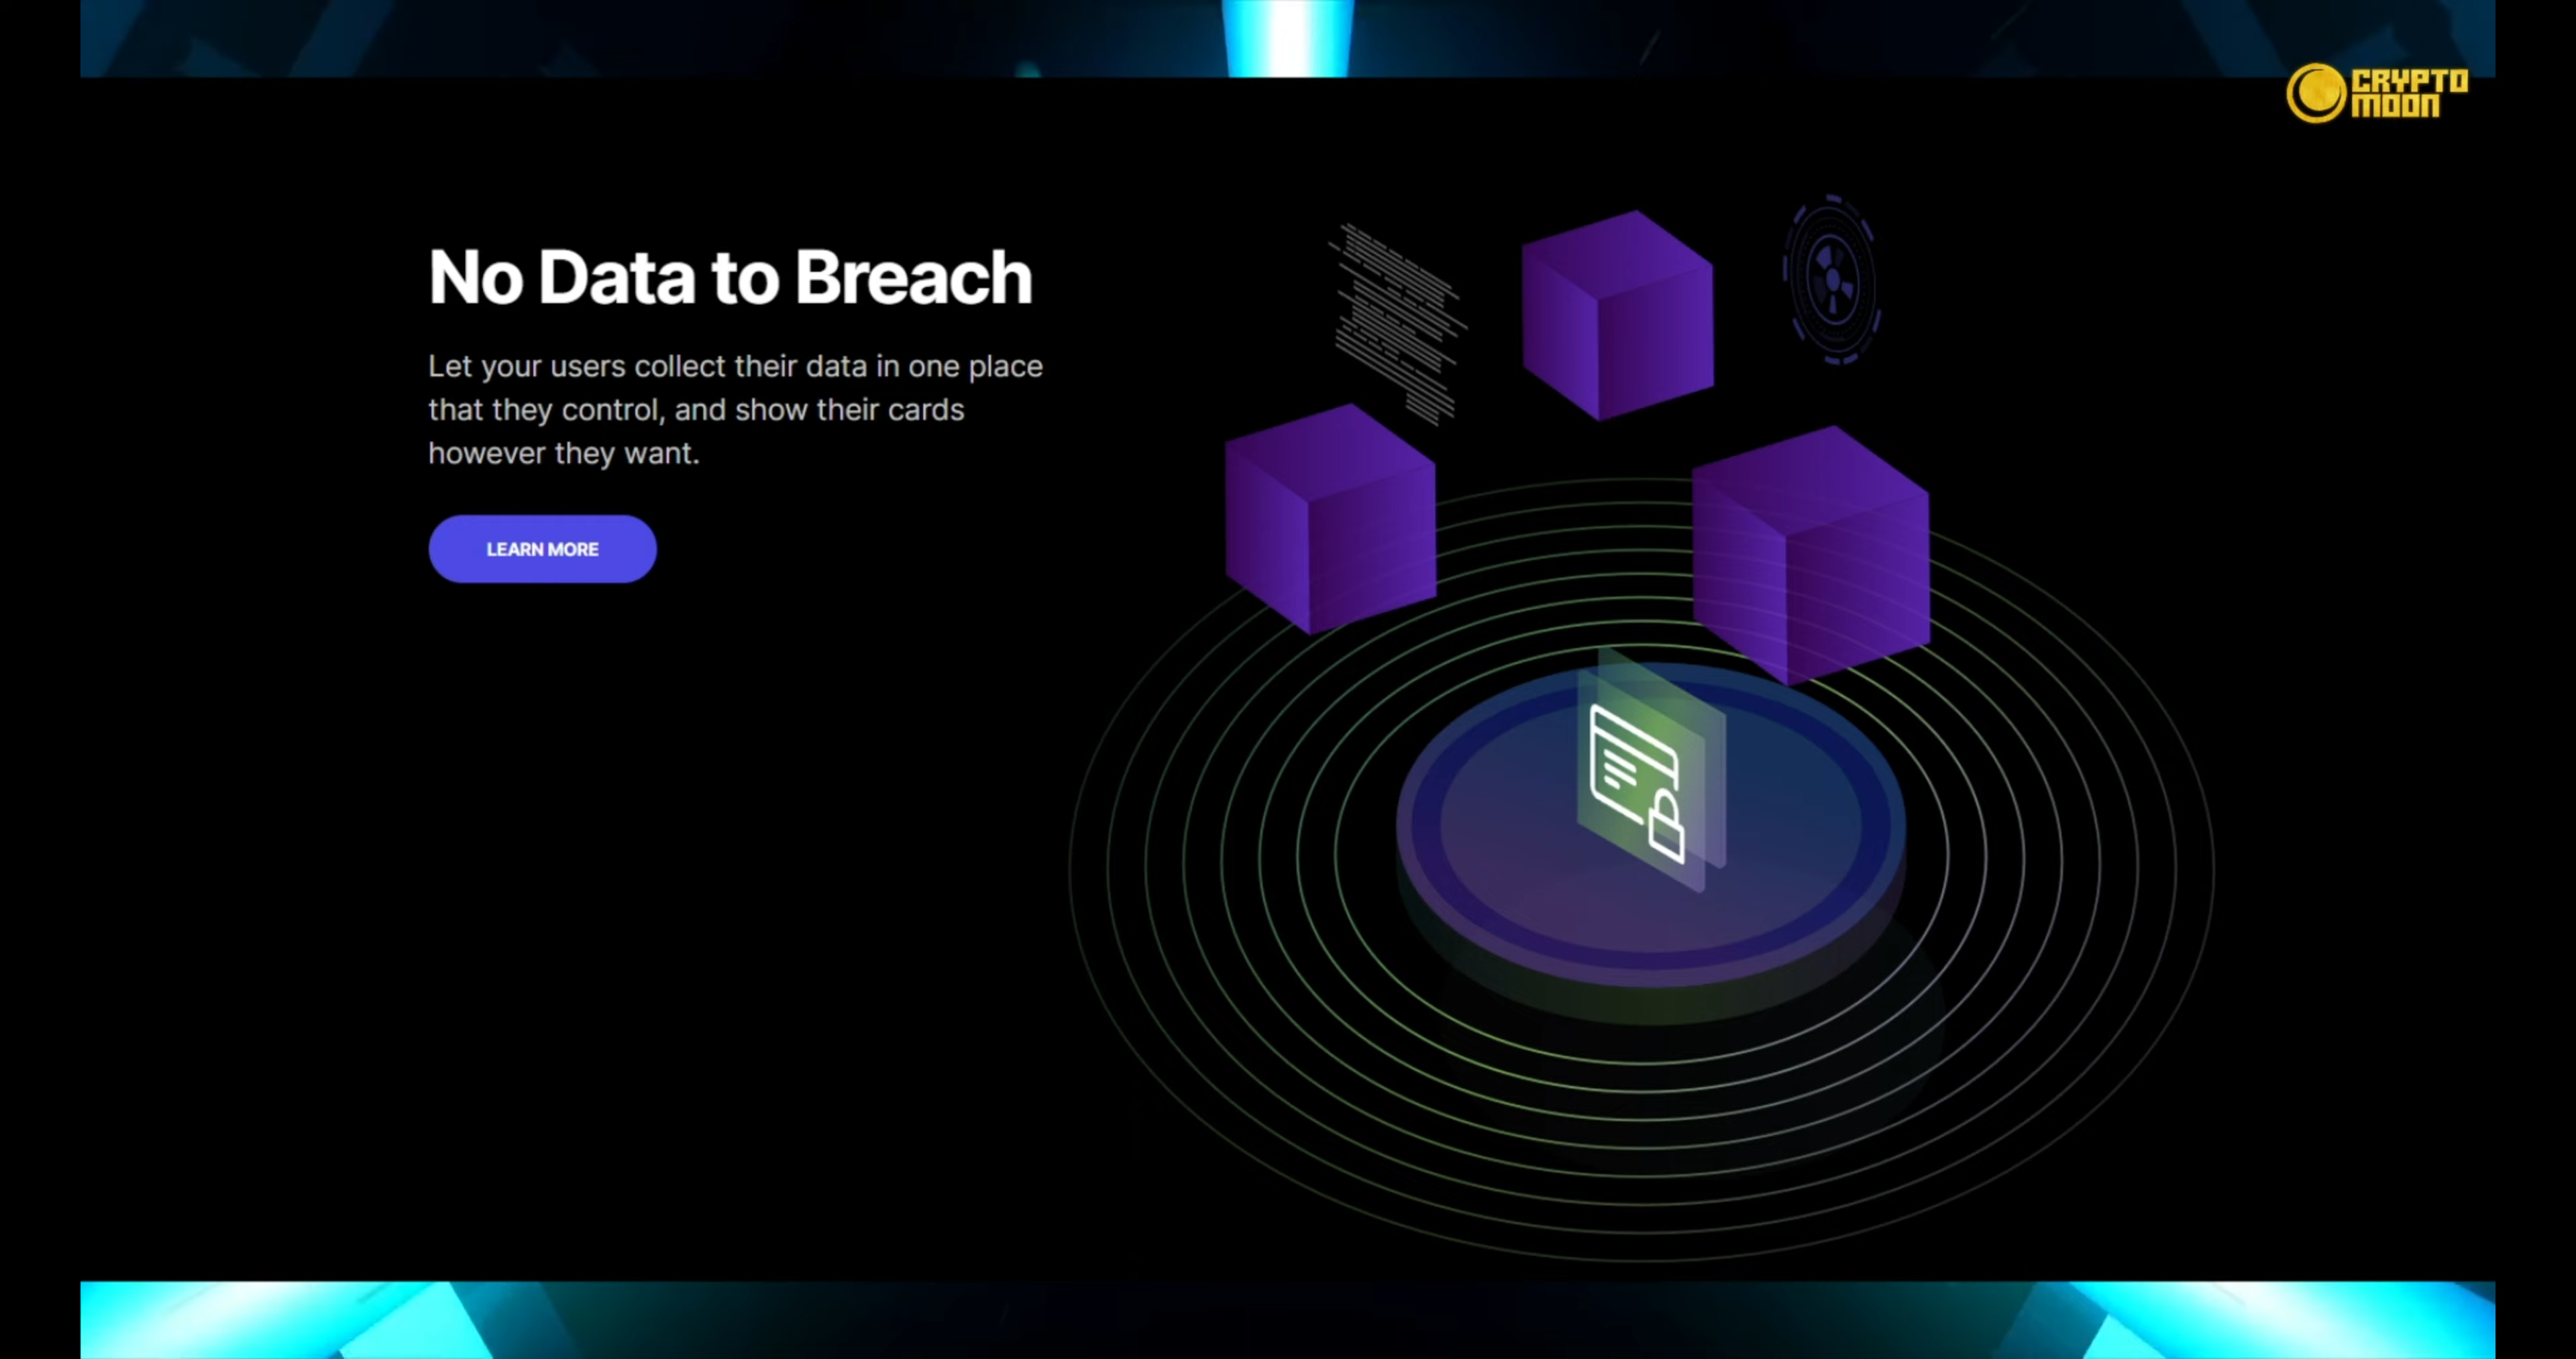 CRYPTO
MOON
No Data to Breach
Let your users collect their data in one place
that they control, and show their cards
however they want.
LEARN MORE